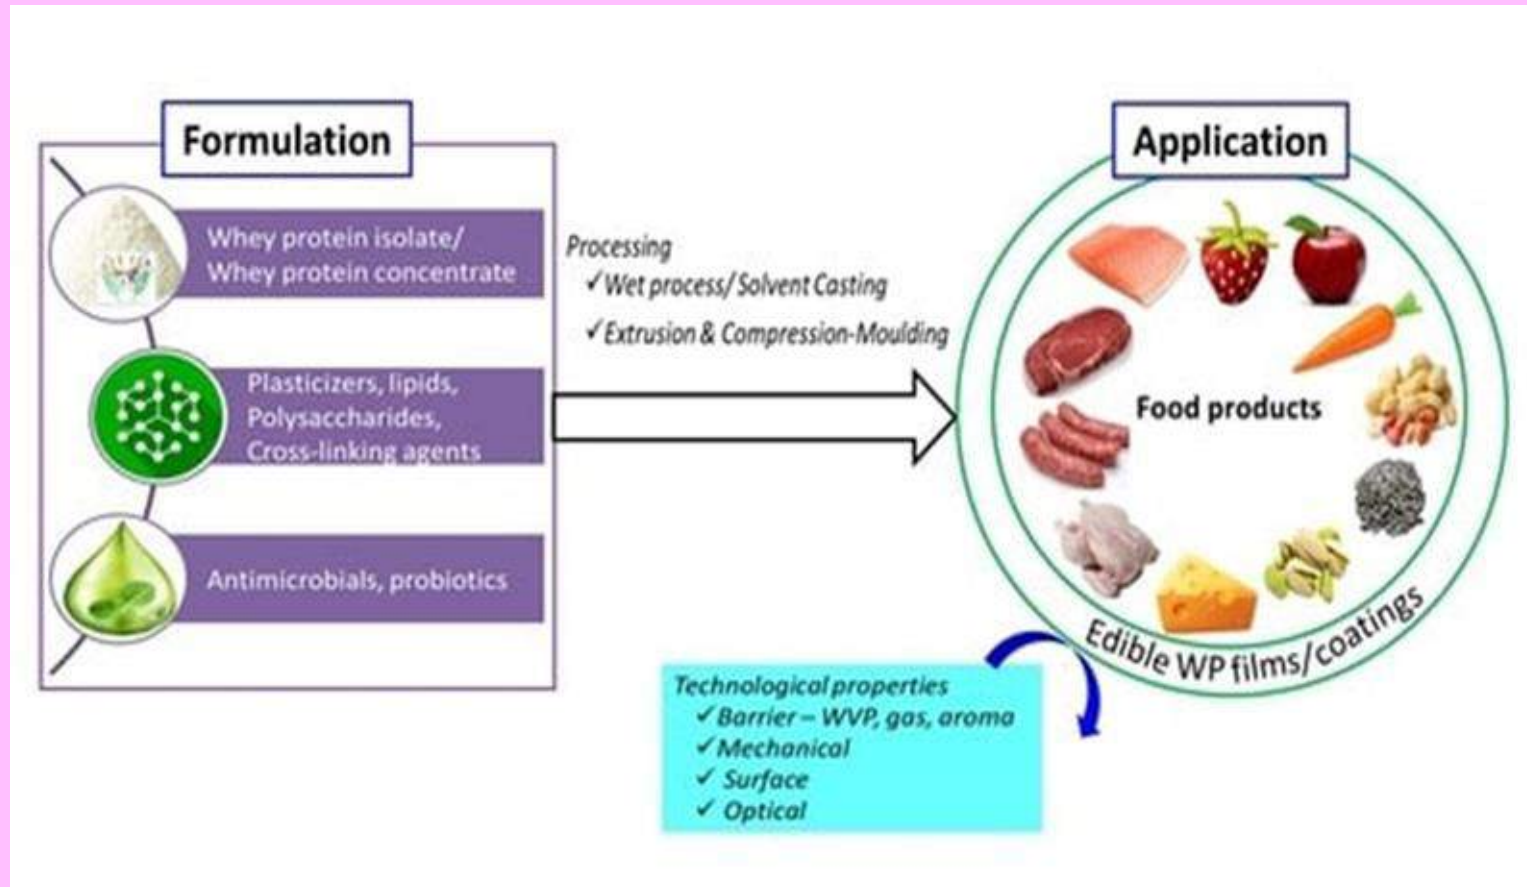 Formulation
Whey protein isolate/
Whey protein concentrate
Plasticizers, lipids,
Polysaccharides,
Cross-linking agents
Antimicrobials, probiotics
Processing
✓Wet process/ Solvent Casting
✓Extrusion & Compression-Moulding
Application
Food products
Edible WP films/coatings
Technological properties
✓Barrier – WVP, gas, aroma
✓Mechanical
✓ Surface
✓ Optical